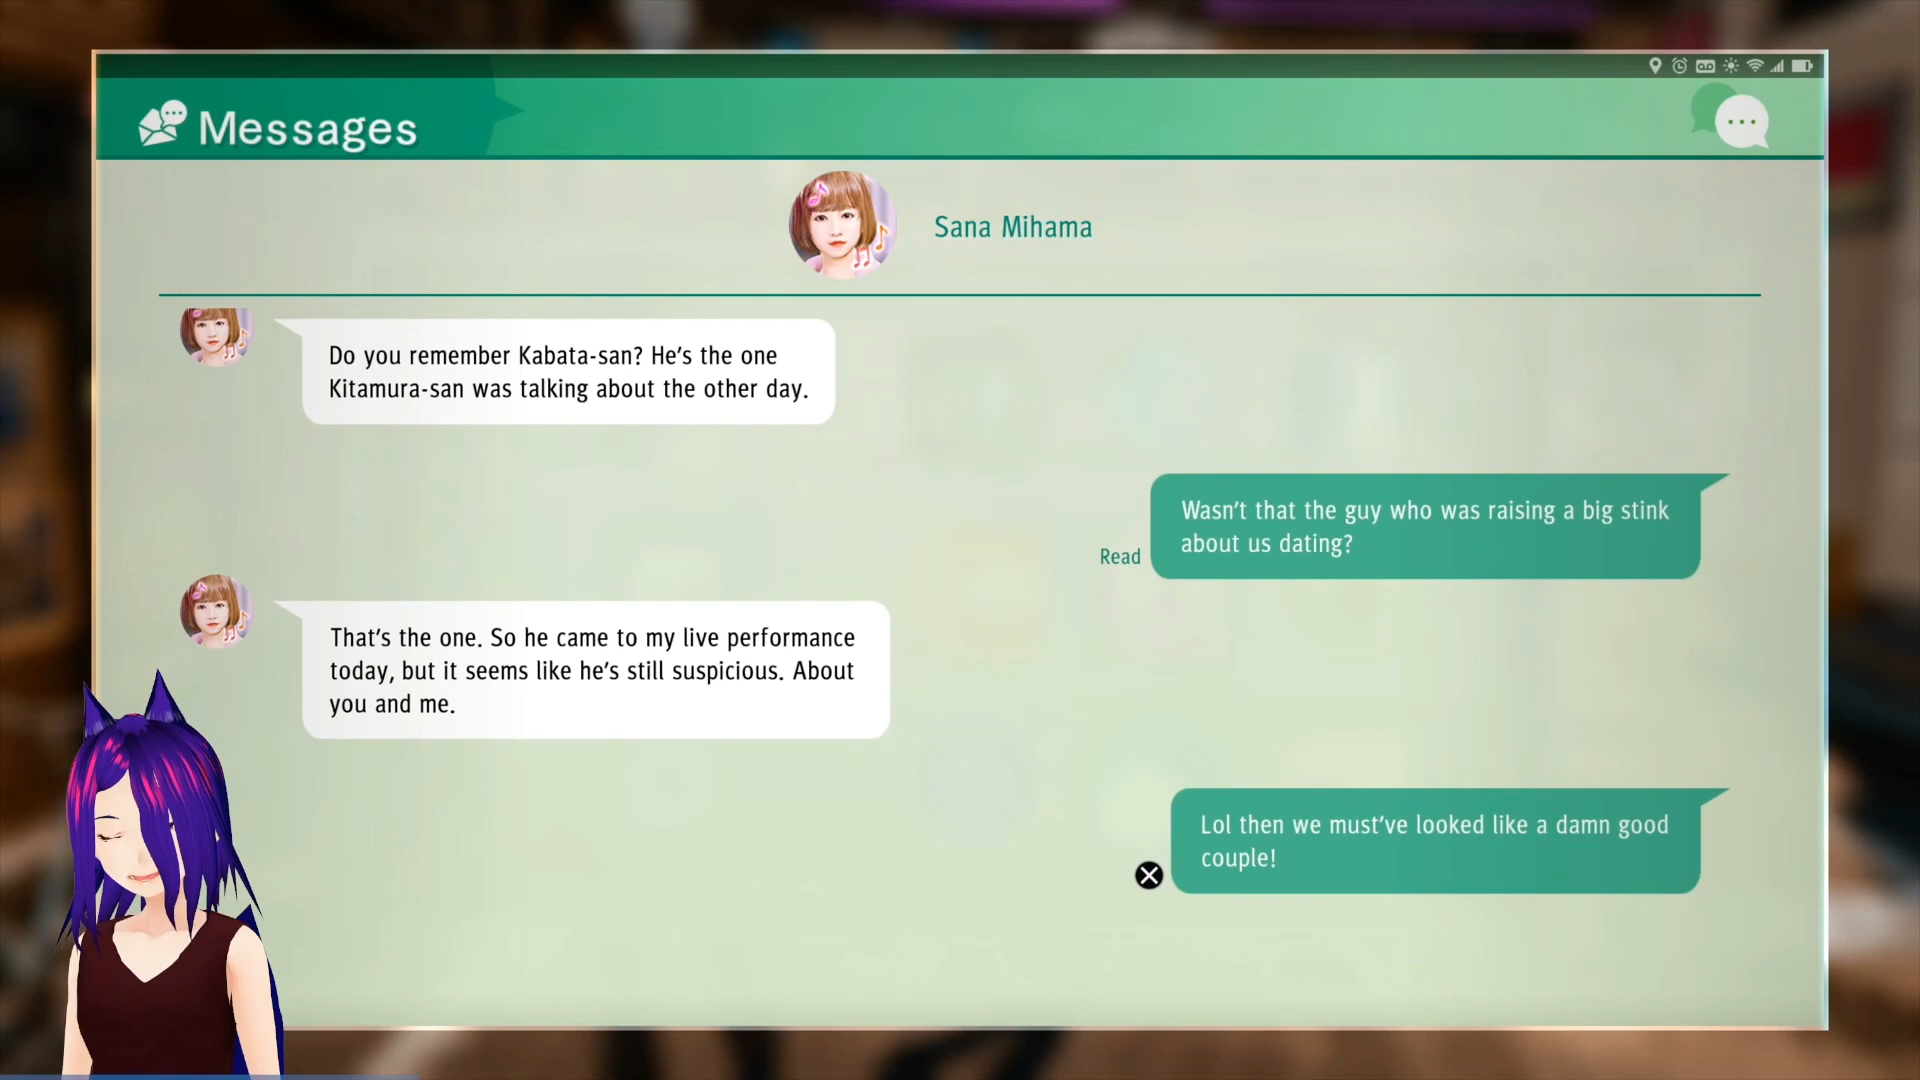 Messages
Sana Mihama
Do you remember Kabata-san? He's the one
Kitamura-san was talking about the other day.
Wasn't that the guy who was raising a big stink
about us dating?
Read
That's the one. So he came to my live performance
today, but it seems like he's still suspicious. About
you and me.
Lol then we must've looked like a damn good
couple!